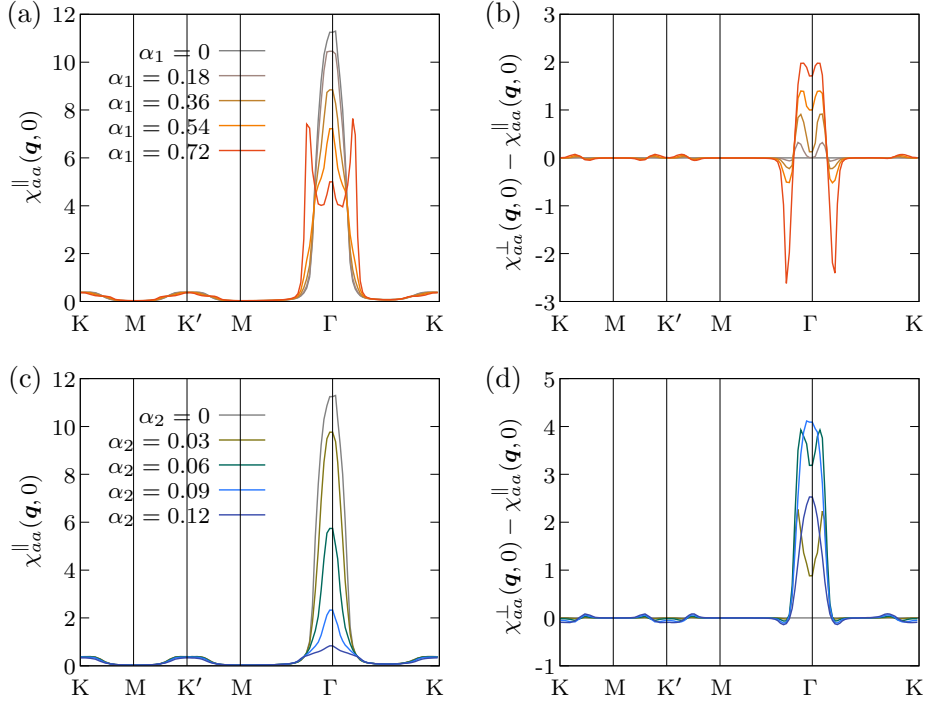 (a)
χ∥aa(q, 0)
12
10
8
6
4
2
0
α1 = 0
α1 = 0.18
α1 = 0.36
α1 = 0.54
α1 = 0.72
K M K′ M Γ K
(b)
χ⊥aa(q, 0) − χ∥aa(q, 0)
3
2
1
0
-1
-2
-3
K M K′ M Γ K
(c)
χ∥aa(q, 0)
12
10
8
6
4
2
0
α2 = 0
α2 = 0.03
α2 = 0.06
α2 = 0.09
α2 = 0.12
K M K′ M Γ K
(d)
χ⊥aa(q, 0) − χ∥aa(q, 0)
5
4
3
2
1
0
-1
K M K′ M Γ K